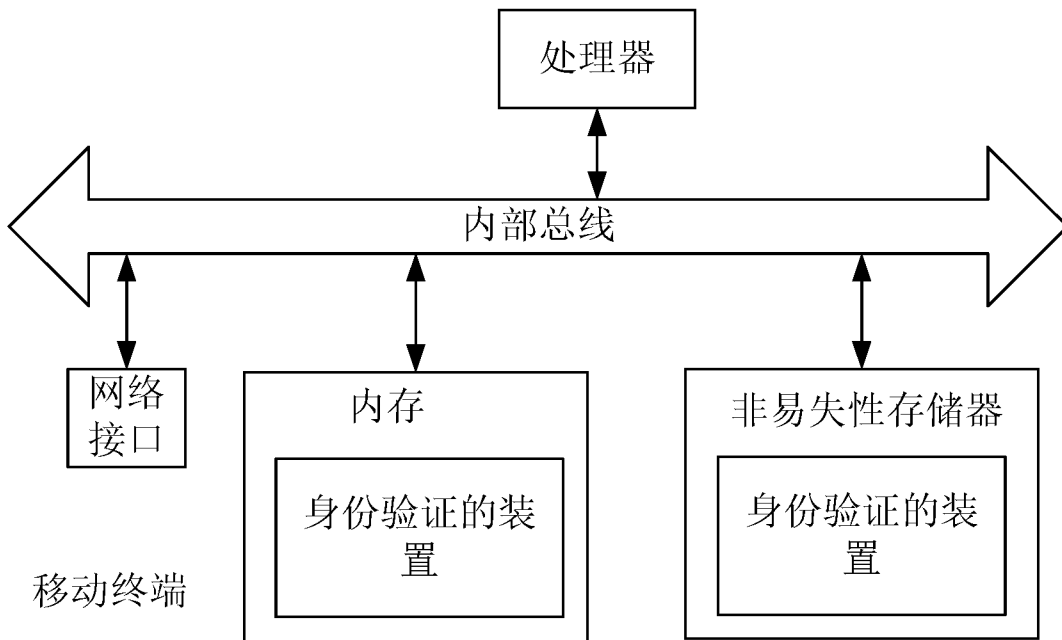 处理器
内部总线
网络
接口
内存
非易失性存储器
身份验证的装
置
身份验证的装
置
移动终端